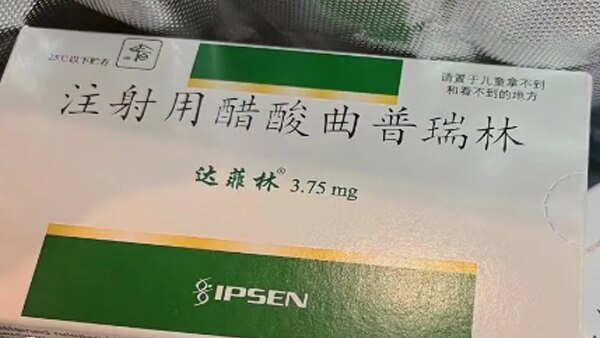 25℃以下贮存
请置于儿童拿不到
和看不到的地方
注射用醋酸曲普瑞林
达菲林® 3.75 mg
IPSEN